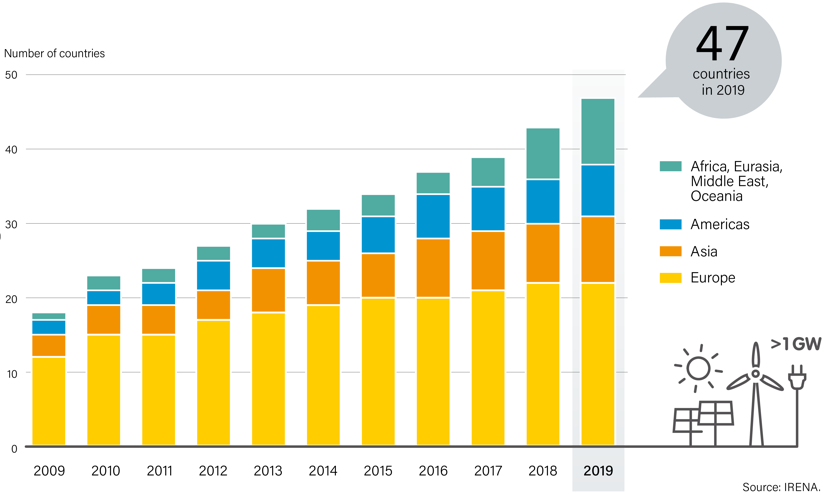 Number of countries
47
countries
in 2019
50
40
30
20
10
0
2009 2010 2011 2012 2013 2014 2015 2016 2017 2018 2019
Africa, Eurasia,
Middle East,
Oceania
Americas
Asia
Europe
>1 GW
Source: IRENA.